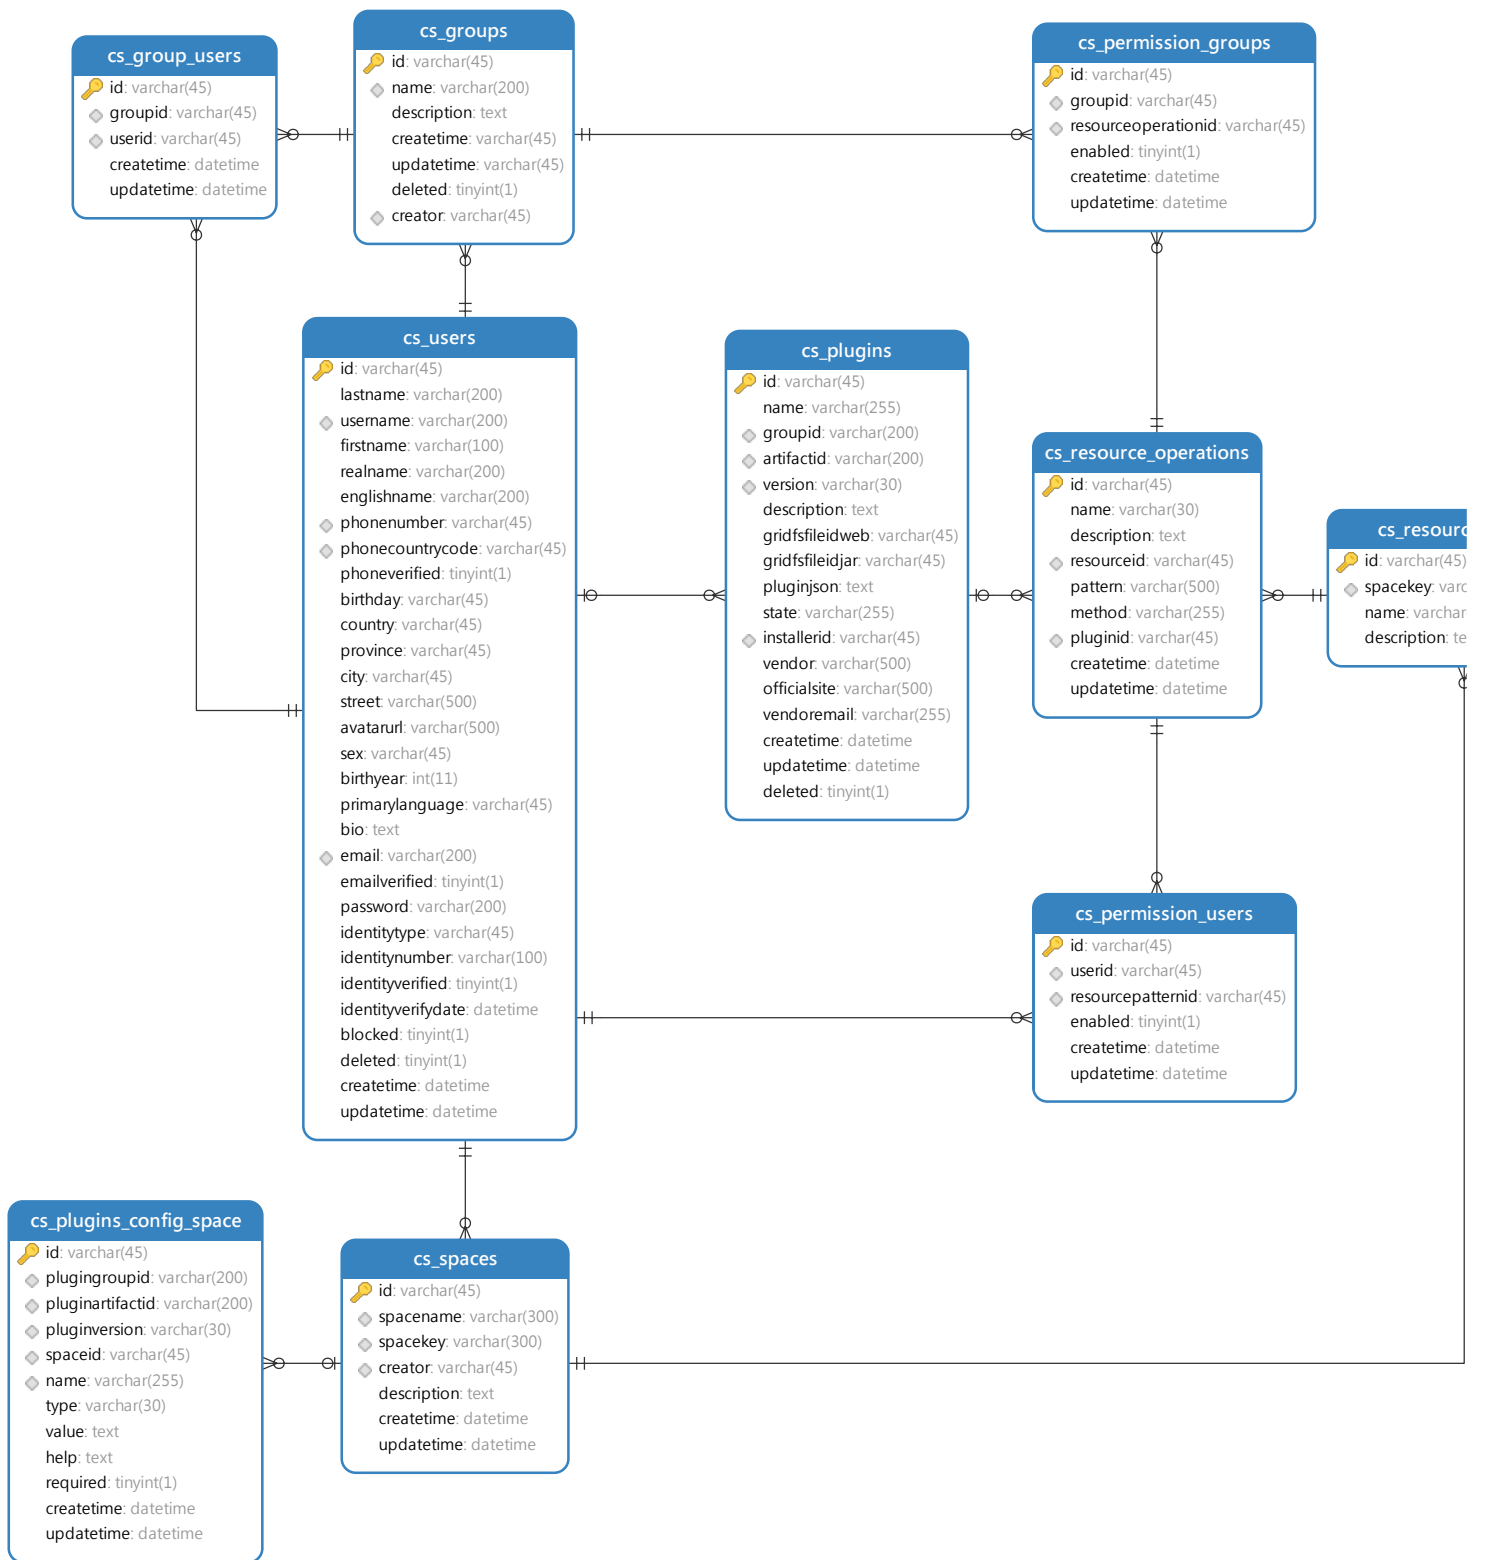 cs_group_users
id: varchar(45)
groupid: varchar(45)
userid: varchar(45)
createtime: datetime
updatetime: datetime
cs_groups
id: varchar(45)
name: varchar(200)
description: text
createtime: varchar(45)
updatetime: varchar(45)
deleted: tinyint(1)
creator: varchar(45)
cs_permission_groups
id: varchar(45)
groupid: varchar(45)
resourceoperationid: varchar(45)
enabled: tinyint(1)
createtime: datetime
updatetime: datetime
cs_users
id: varchar(45)
lastname: varchar(200)
username: varchar(200)
firstname: varchar(100)
realname: varchar(200)
englishname: varchar(200)
phonenumber: varchar(45)
phonecountrycode: varchar(45)
phoneverified: tinyint(1)
birthday: varchar(45)
country: varchar(45)
province: varchar(45)
city: varchar(45)
street: varchar(500)
avatarurl: varchar(500)
sex: varchar(45)
birthyear: int(11)
primarylanguage: varchar(45)
bio: text
email: varchar(200)
emailverified: tinyint(1)
password: varchar(200)
identitytype: varchar(45)
identitynumber: varchar(100)
identityverified: tinyint(1)
identityverifydate: datetime
blocked: tinyint(1)
deleted: tinyint(1)
createtime: datetime
updatetime: datetime
cs_plugins
id: varchar(45)
name: varchar(255)
groupid: varchar(200)
artifactid: varchar(200)
version: varchar(30)
description: text
gridfsfileidweb: varchar(45)
gridfsfileidjar: varchar(45)
pluginjson: text
state: varchar(255)
installerid: varchar(45)
vendor: varchar(500)
officialsite: varchar(500)
vendoremail: varchar(255)
createtime: datetime
updatetime: datetime
deleted: tinyint(1)
cs_resource_operations
id: varchar(45)
name: varchar(30)
description: text
resourceid: varchar(45)
pattern: varchar(500)
method: varchar(255)
pluginid: varchar(45)
createtime: datetime
updatetime: datetime
cs_resourc
id: varchar(45)
spacekey: varc
name: varchar
description: te
cs_permission_users
id: varchar(45)
userid: varchar(45)
resourcepatternid: varchar(45)
enabled: tinyint(1)
createtime: datetime
updatetime: datetime
cs_plugins_config_space
id: varchar(45)
plugingroupid: varchar(200)
pluginartifactid: varchar(200)
pluginversion: varchar(30)
spaceid: varchar(45)
name: varchar(255)
type: varchar(30)
value: text
help: text
required: tinyint(1)
createtime: datetime
updatetime: datetime
cs_spaces
id: varchar(45)
spacename: varchar(300)
spacekey: varchar(300)
creator: varchar(45)
description: text
createtime: datetime
updatetime: datetime